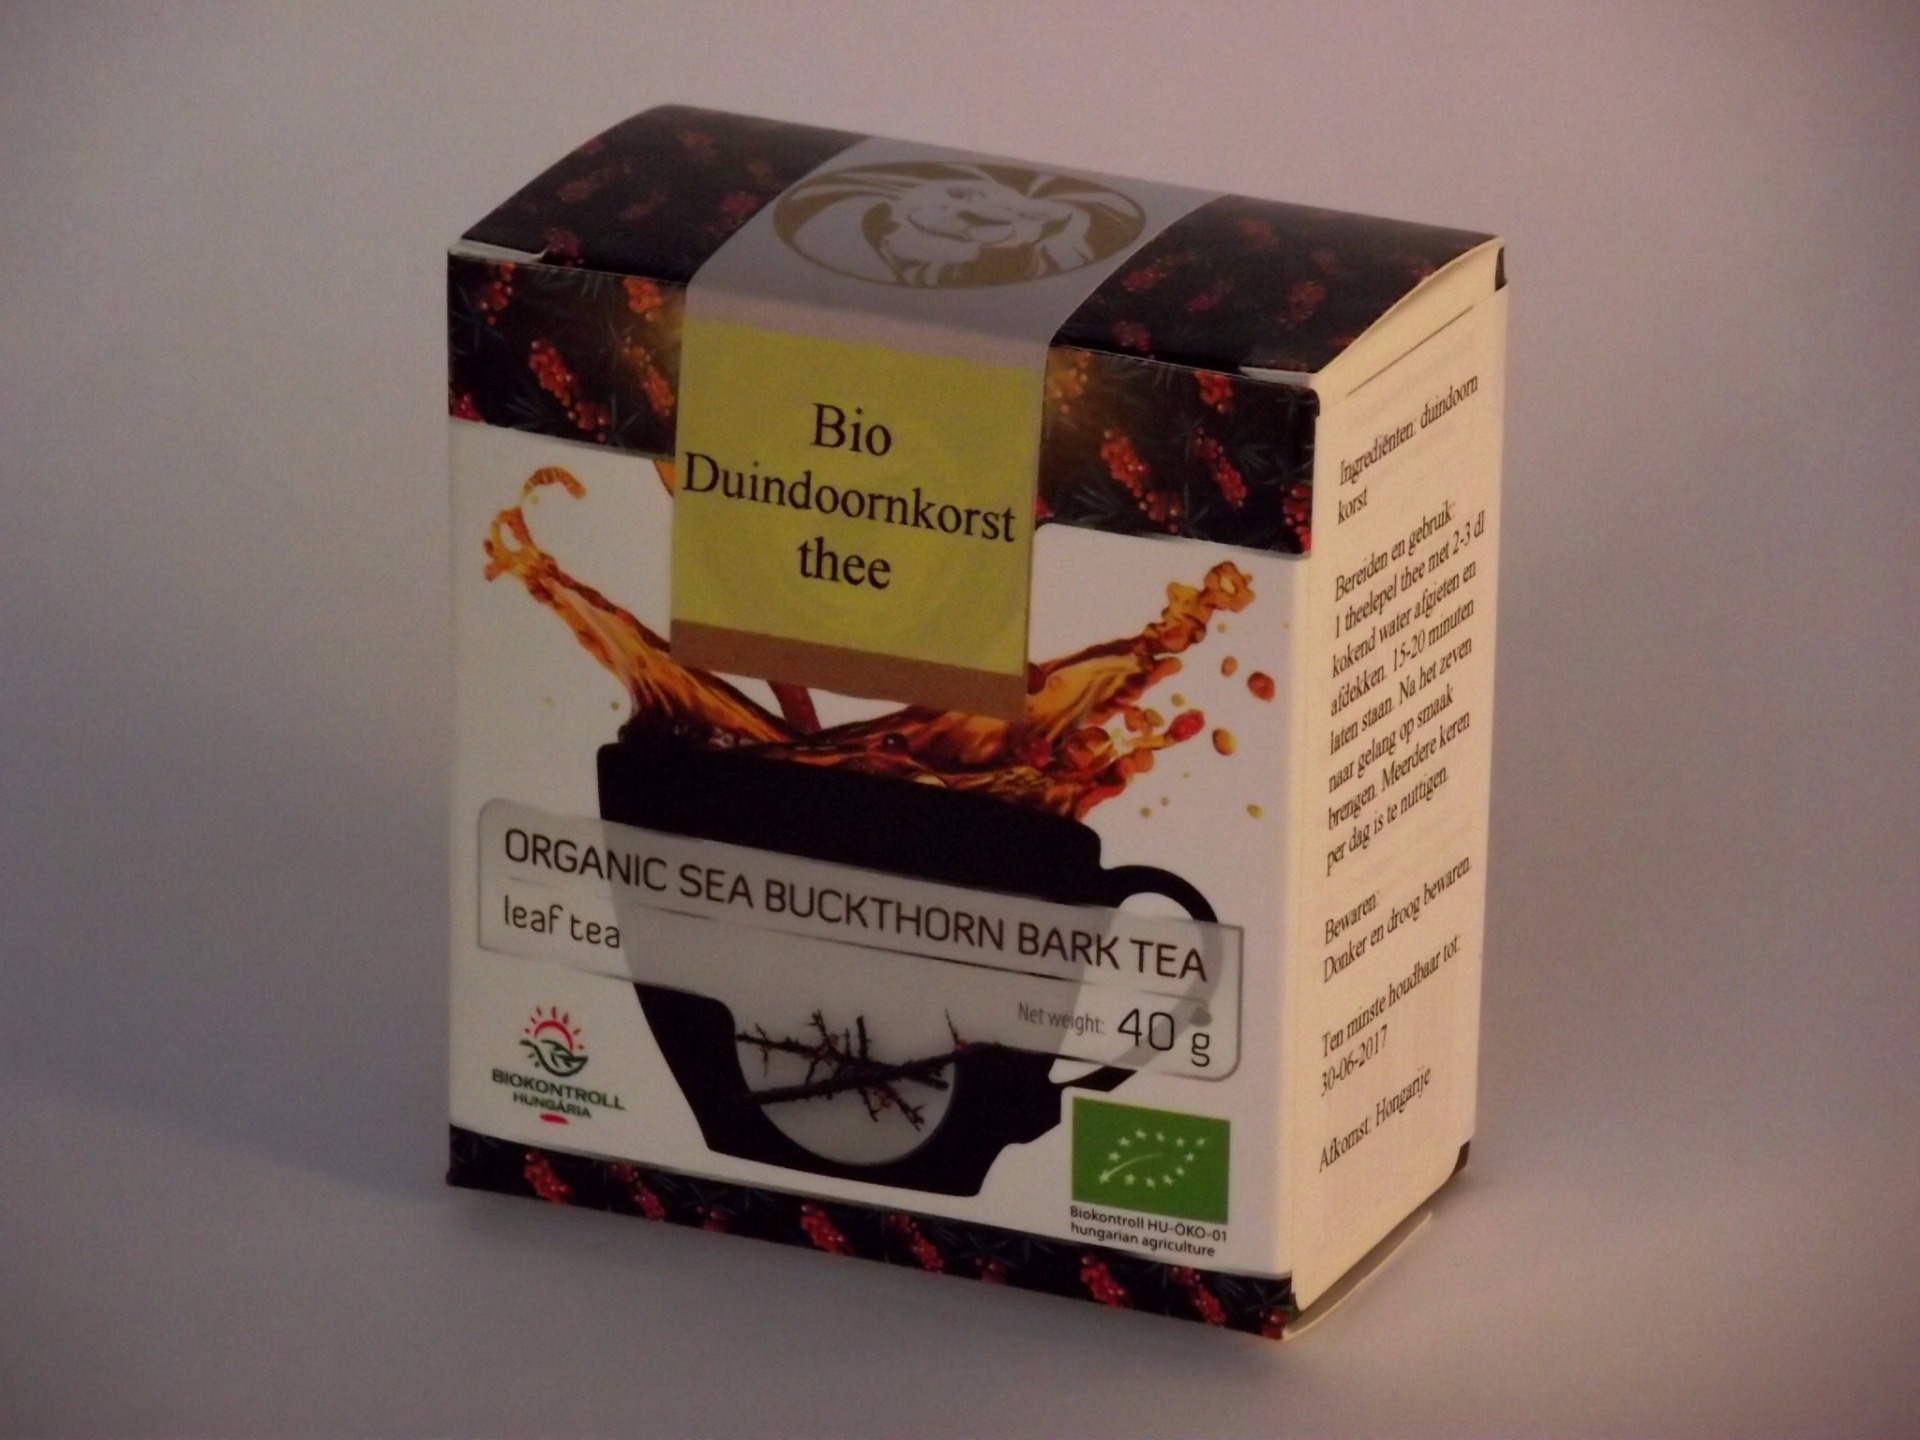 Bio
Duindoornkorst
thee
ORGANIC SEA BUCKTHORN BARK TEA
leaf tea
Net weight: 40 g
BIOKONTROLL
HUNGÁRIA
Biokontroll HU-ÖKO-01
hungarian agriculture
Ingrediënten: duindoorn
korst
Bereiden en gebruik:
1 theelepel thee met 2-3 dl
kokend water afgieten en
afdekken. 15-20 minuten
laten staan. Na het zeven
naar gelang op smaak
brengen. Meerdere keren
per dag is te nuttigen.
Bewaren:
Donker en droog bewaren.
Ten minste houdbaar tot:
30-06-2017
Afkomst: Hongarije